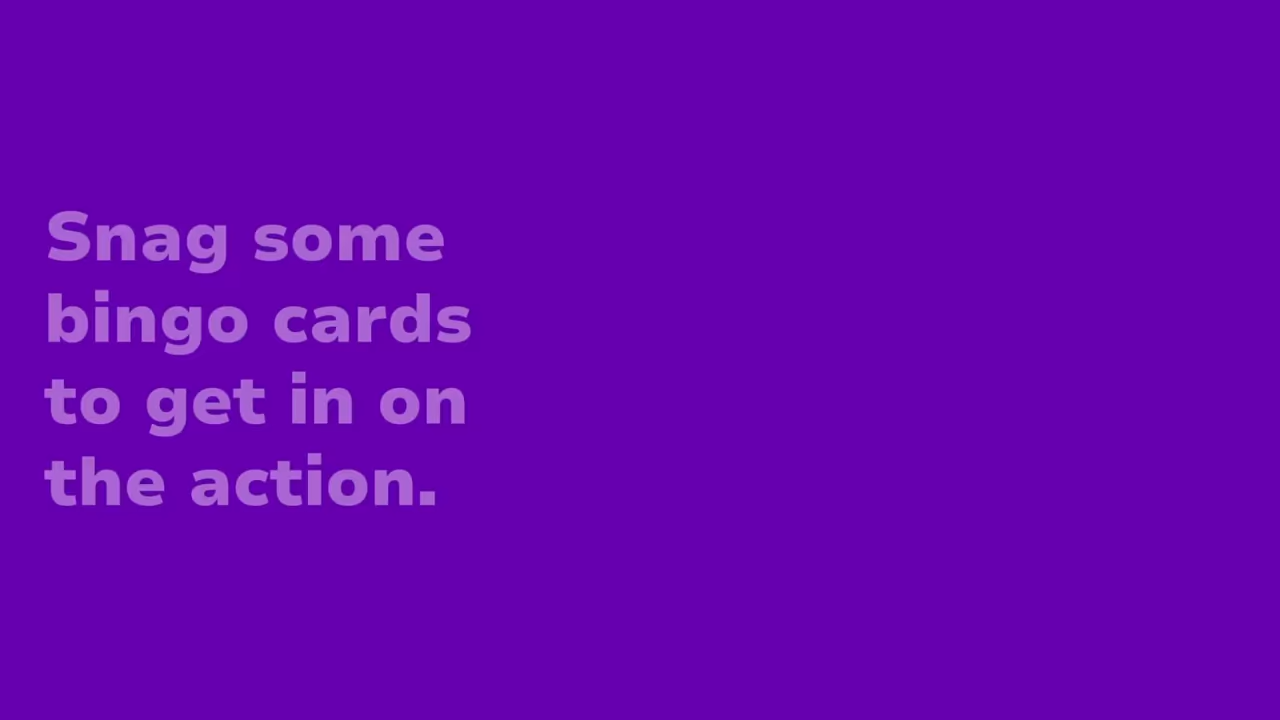 Snag some
bingo cards
to get in on
the action.